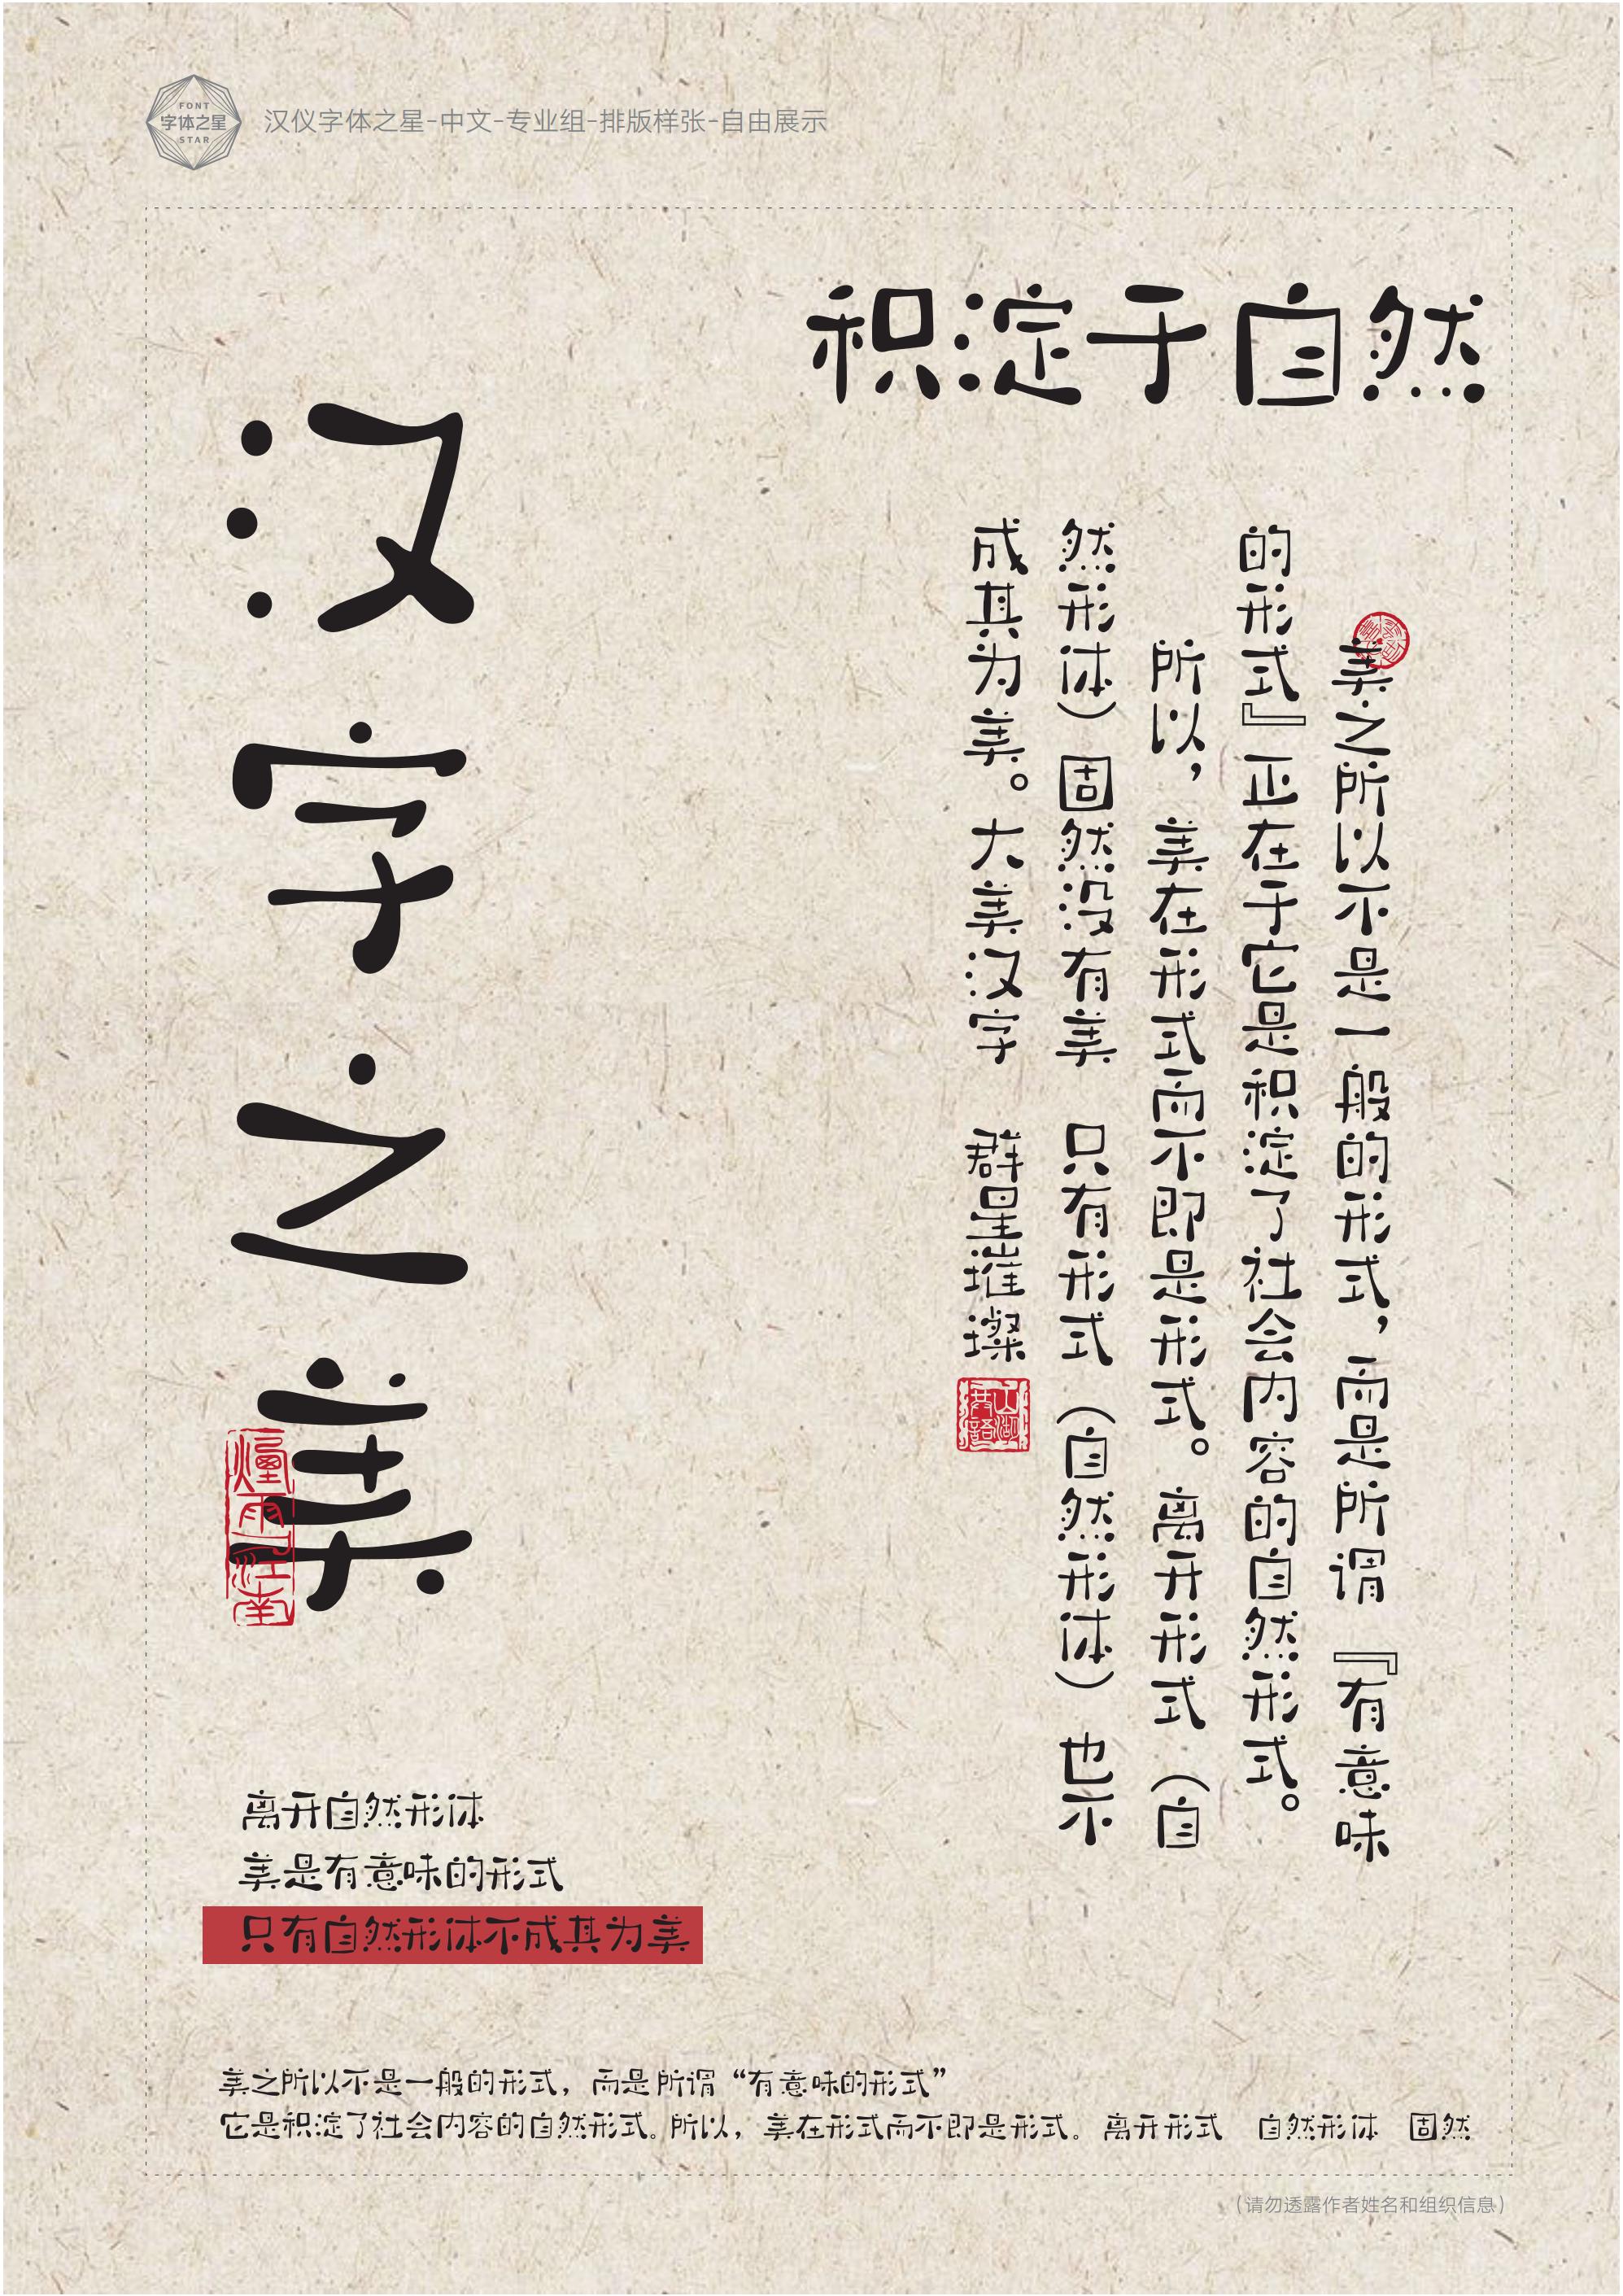 FONT
字体之星
STAR
汉仪字体之星-中文-专业组-排版样张-自由展示
积淀于自然
汉字之美
烟雨江南
美之所以不是一般的形式，而是所谓『有意味
的形式』正在于它是积淀了社会内容的自然形式。
所以，美在形式而不即是形式。离开形式（自
然形体）固然没有美 只有形式（自然形体）也不
成其为美。大美汉字 群星璀璨
离开自然形体
美是有意味的形式
只有自然形体不成其为美
美之所以不是一般的形式，而是所谓“有意味的形式”
它是积淀了社会内容的自然形式。所以，美在形式而不即是形式。离开形式 自然形体 固然
（请勿透露作者姓名和组织信息）